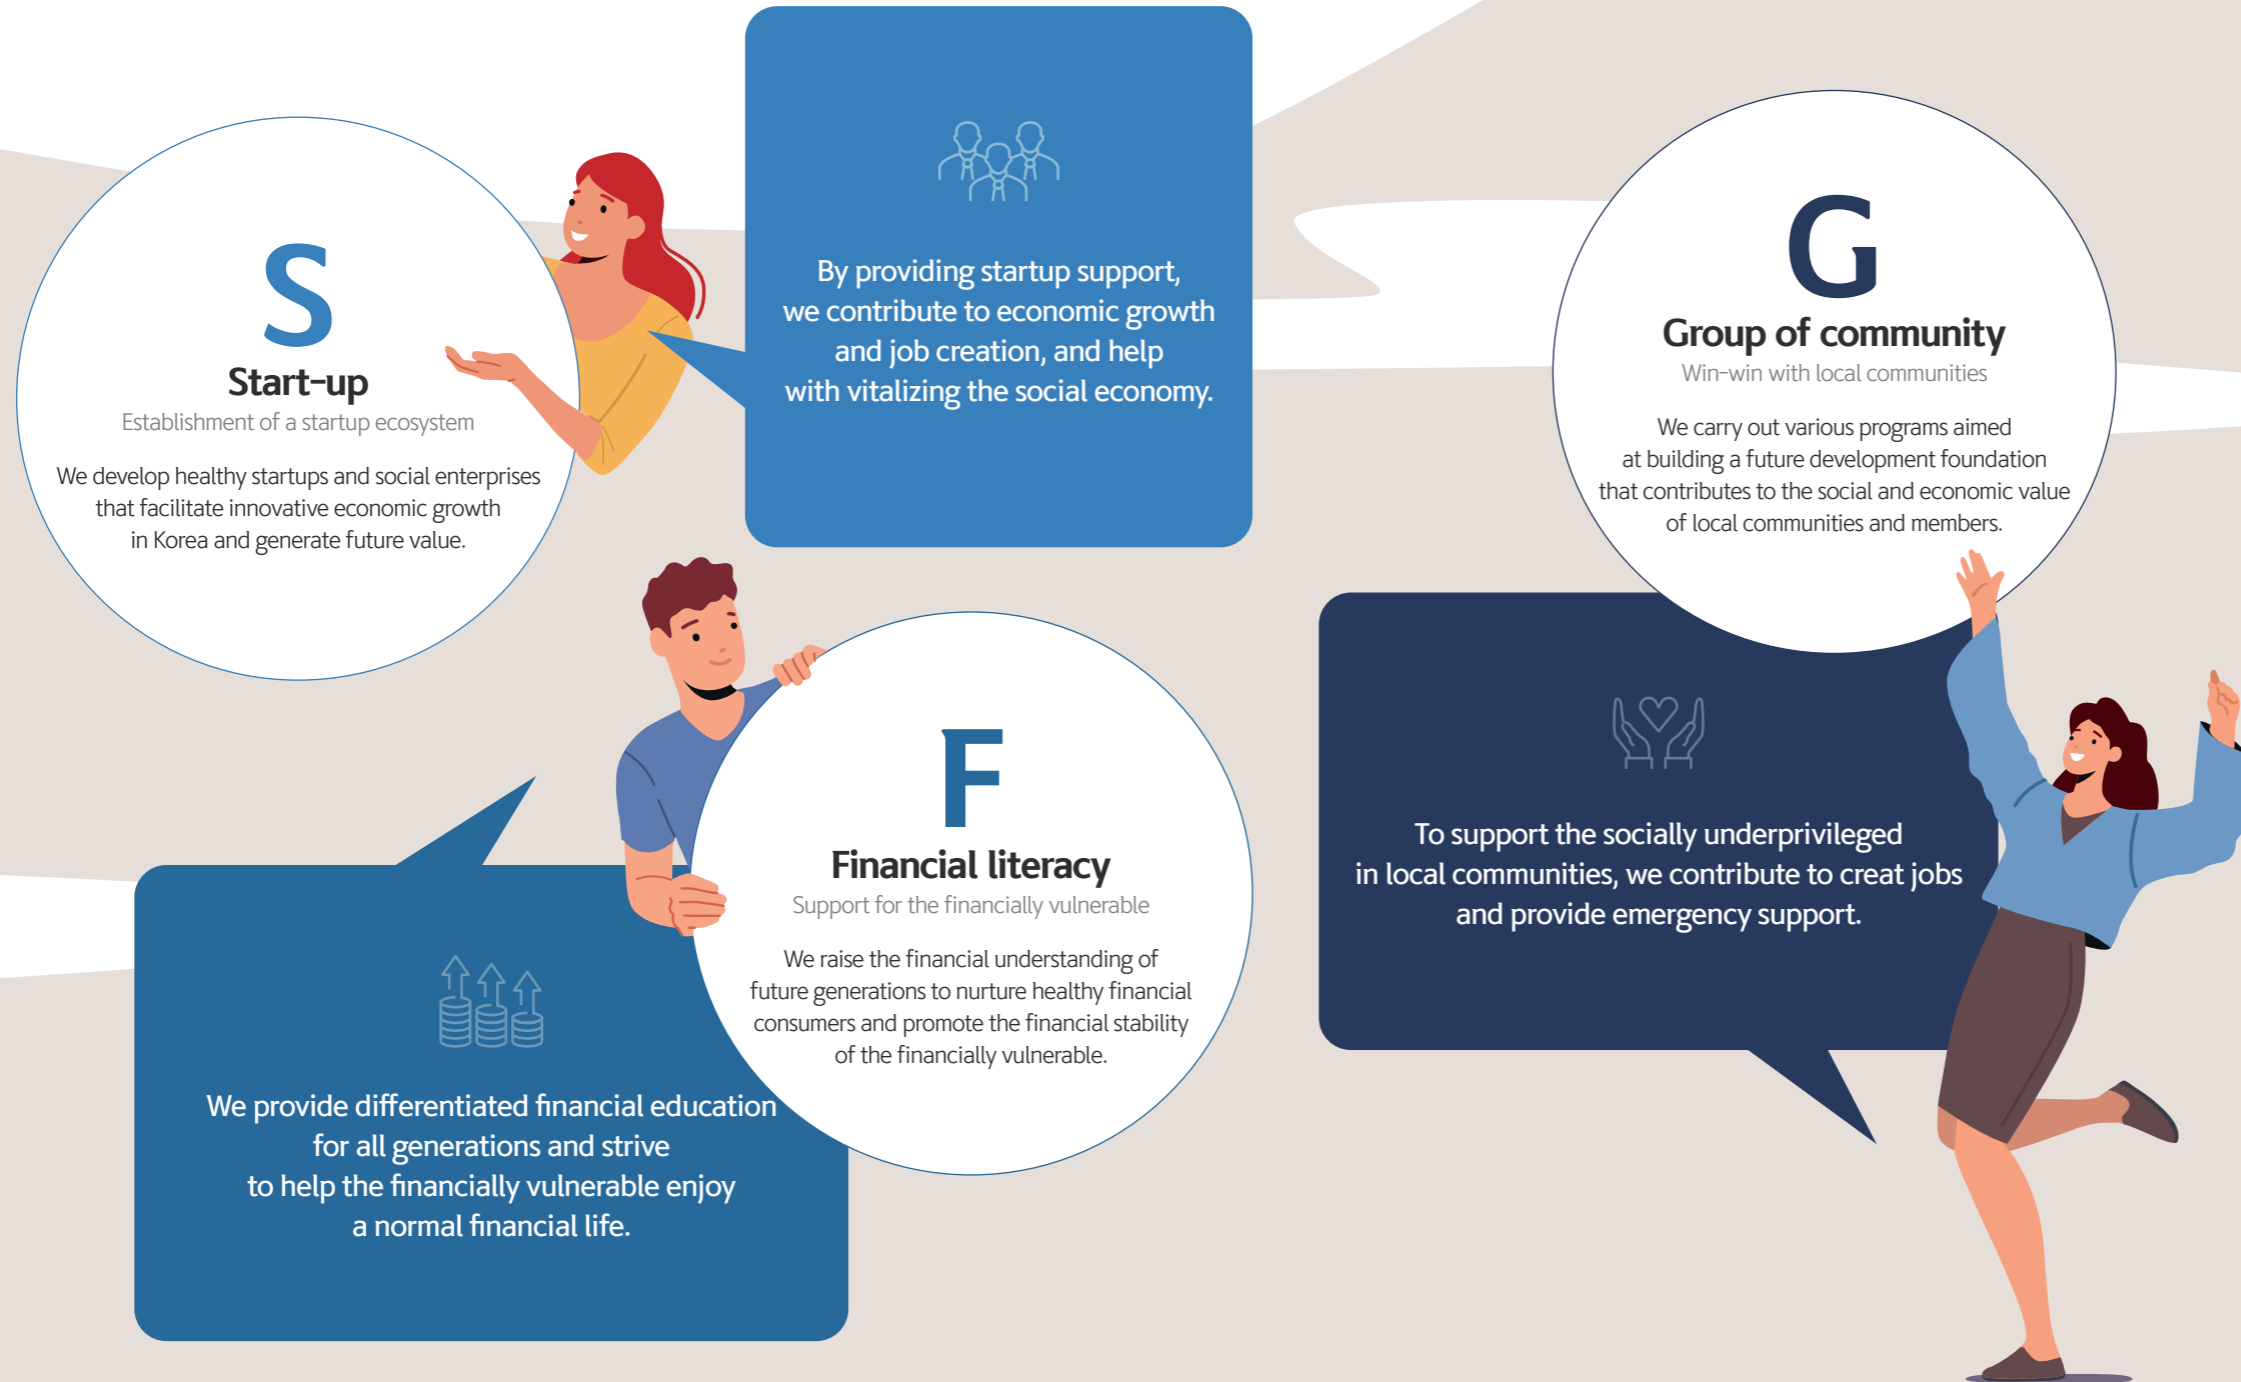 S
Start-up
Establishment of a startup ecosystem
We develop healthy startups and social enterprises
that facilitate innovative economic growth
in Korea and generate future value.
By providing startup support,
we contribute to economic growth
and job creation, and help
with vitalizing the social economy.
F
Financial literacy
Support for the financially vulnerable
We raise the financial understanding of
future generations to nurture healthy financial
consumers and promote the financial stability
of the financially vulnerable.
We provide differentiated financial education
for all generations and strive
to help the financially vulnerable enjoy
a normal financial life.
G
Group of community
Win-win with local communities
We carry out various programs aimed
at building a future development foundation
that contributes to the social and economic value
of local communities and members.
To support the socially underprivileged
in local communities, we contribute to creat jobs
and provide emergency support.